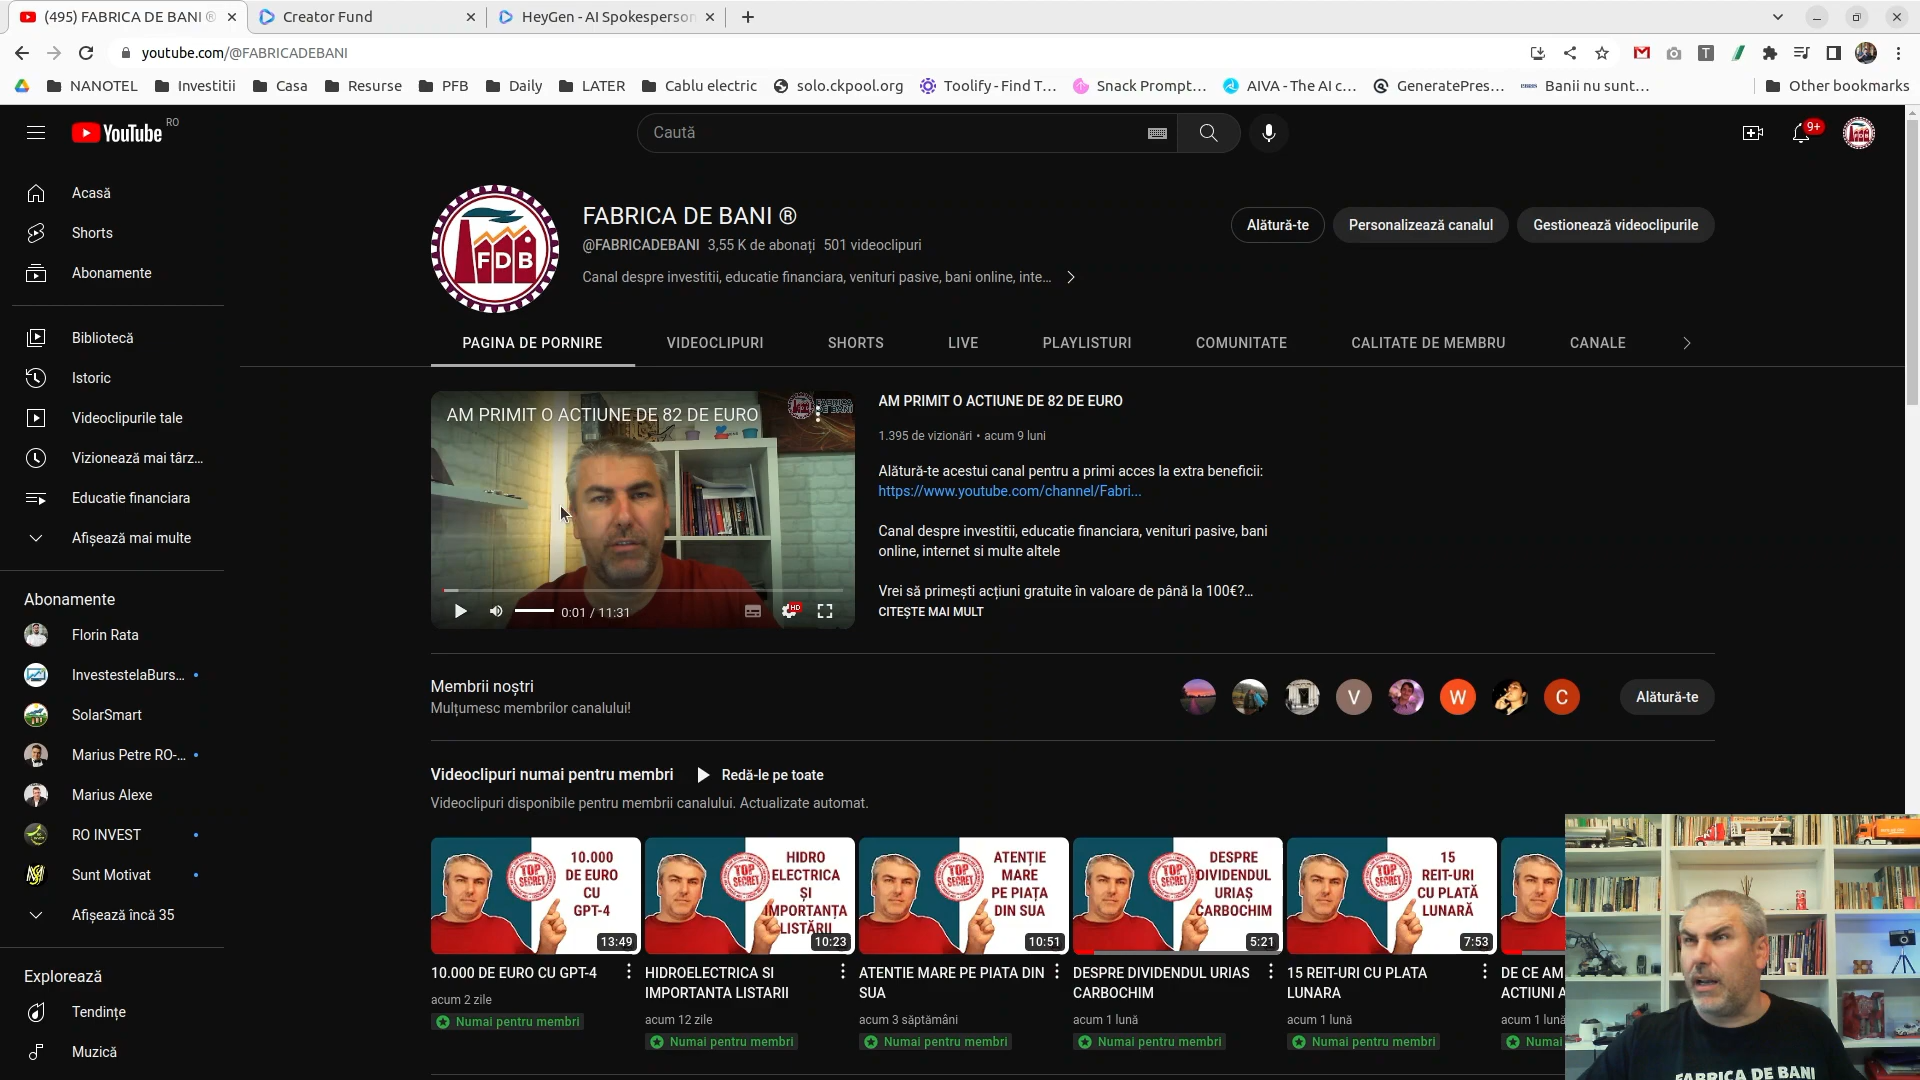 (495) FABRICA DE BANI ®
Creator Fund
HeyGen - AI Spokesperson
youtube.com/@FABRICADEBANI
NANOTEL
Investitii
Casa
Resurse
PFB
Daily
LATER
Cablu electric
solo.ckpool.org
Toolify - Find T…
Snack Prompt…
AIVA - The AI c…
GeneratePres…
Banii nu sunt…
Other bookmarks
YouTube RO
Caută
9+
Acasă
Shorts
Abonamente
Bibliotecă
Istoric
Videoclipurile tale
Vizionează mai târz...
Educatie financiara
Afișează mai multe
Abonamente
Florin Rata
InvestestelaBurs...
SolarSmart
Marius Petre RO-...
Marius Alexe
RO INVEST
Sunt Motivat
Afișează încă 35
Explorează
Tendințe
Muzică
FDB
FABRICA DE BANI ®
@FABRICADEBANI 3,55 K de abonați 501 videoclipuri
Canal despre investitii, educatie financiara, venituri pasive, bani online, inte...
Alătură-te
Personalizează canalul
Gestionează videoclipurile
PAGINA DE PORNIRE
VIDEOCLIPURI
SHORTS
LIVE
PLAYLISTURI
COMUNITATE
CALITATE DE MEMBRU
CANALE
AM PRIMIT O ACTIUNE DE 82 DE EURO
0:01 / 11:31
HD
AM PRIMIT O ACTIUNE DE 82 DE EURO
1.395 de vizionări • acum 9 luni
Alătură-te acestui canal pentru a primi acces la extra beneficii:
https://www.youtube.com/channel/Fabri...
Canal despre investitii, educatie financiara, venituri pasive, bani
online, internet si multe altele
Vrei să primești acțiuni gratuite în valoare de până la 100€?...
CITEȘTE MAI MULT
Membrii noștri
Mulțumesc membrilor canalului!
V
W
C
Alătură-te
Videoclipuri numai pentru membri
Redă-le pe toate
Videoclipuri disponibile pentru membrii canalului. Actualizate automat.
TOP SECRET
10.000
DE EURO
CU
GPT-4
13:49
TOP SECRET
HIDRO
ELECTRICA
ȘI
IMPORTANȚA
LISTĂRII
10:23
TOP SECRET
ATENȚIE
MARE
PE PIAȚA
DIN SUA
10:51
TOP SECRET
DESPRE
DIVIDENDUL
URIAȘ
CARBOCHIM
5:21
TOP SECRET
15
REIT-URI
CU PLATĂ
LUNARĂ
7:53
10.000 DE EURO CU GPT-4
acum 2 zile
Numai pentru membri
HIDROELECTRICA SI
IMPORTANTA LISTARII
acum 12 zile
Numai pentru membri
ATENTIE MARE PE PIATA DIN
SUA
acum 3 săptămâni
Numai pentru membri
DESPRE DIVIDENDUL URIAS
CARBOCHIM
acum 1 lună
Numai pentru membri
15 REIT-URI CU PLATA
LUNARA
acum 1 lună
Numai pentru membri
DE CE AM
ACTIUNI A
acum 1 lună
Numai
FABRICA DE BANI